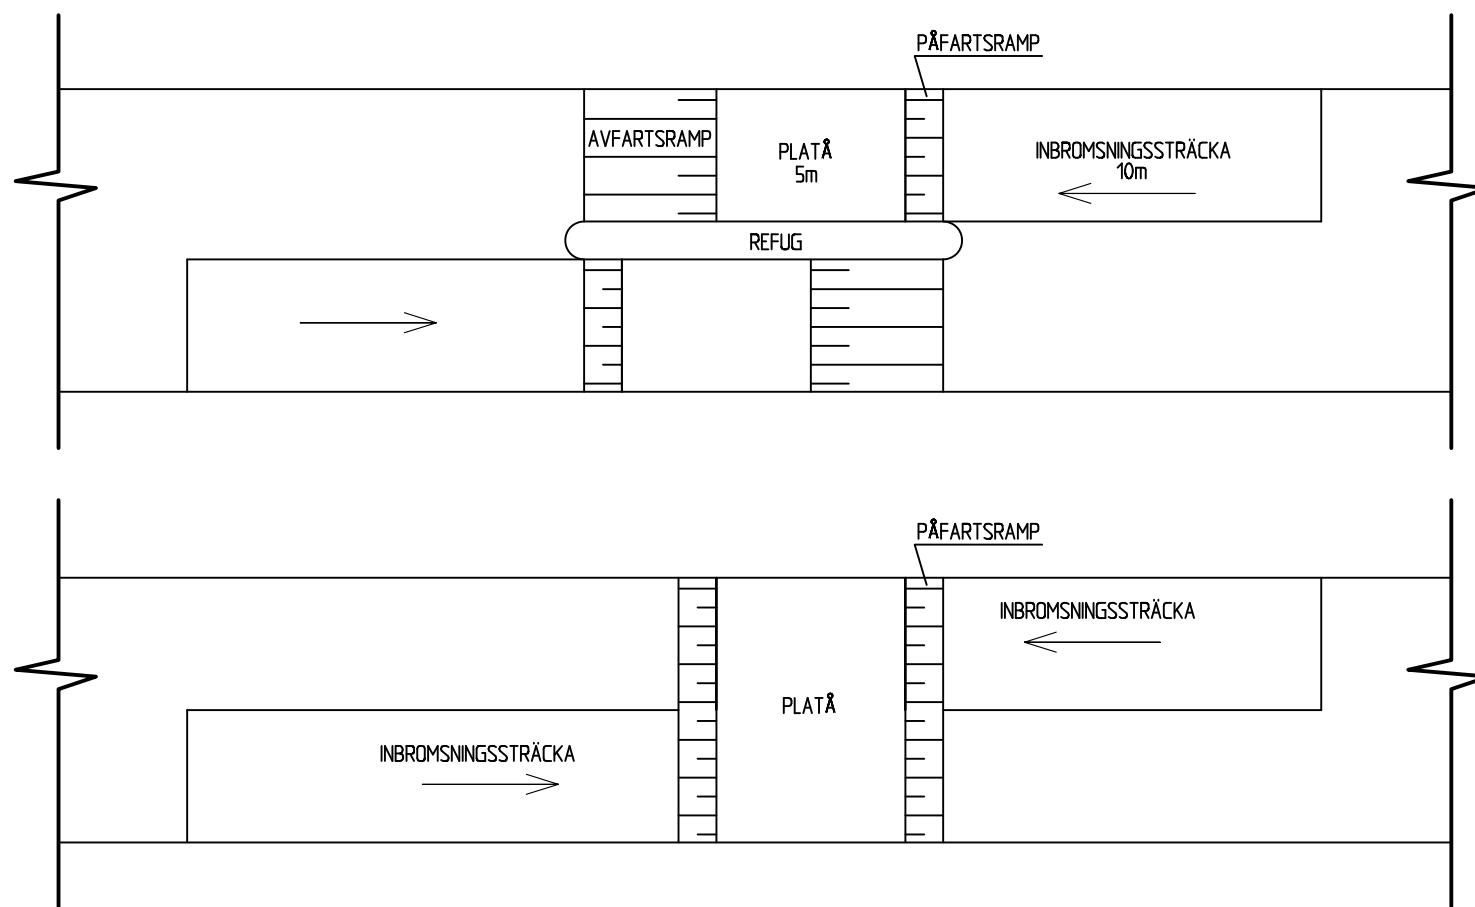 PÅFARTSRAMP
AVFARTSRAMP
PLATÅ
5m
INBROMSNINGSSTRÄCKA
10m
REFUG
PÅFARTSRAMP
INBROMSNINGSSTRÄCKA
PLATÅ
INBROMSNINGSSTRÄCKA